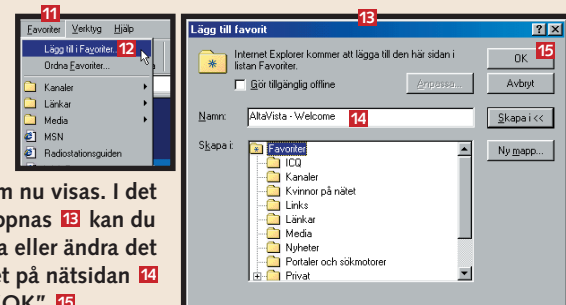 11
Favoriter Verktyg Hjälp
Lägg till i Favoriter... 12
Ordna Favoriter...
Kanaler
Länkar
Media
MSN
Radiostationsguiden
m nu visas. I det
ppnas 13 kan du
a eller ändra det
et på nätsidan 14
OK" 15
13
Lägg till favorit
Internet Explorer kommer att lägga till den här sidan i
listan Favoriter.
Gör tillgänglig offline
Anpassa...
OK 15
Avbryt
Namn: AltaVista - Welcome 14
Skapa i <<
Skapa i:
Ny mapp...
Favoriter
ICQ
Kanaler
Kvinnor på nätet
Links
Länkar
Media
Nyheter
Portaler och sökmotorer
Privat